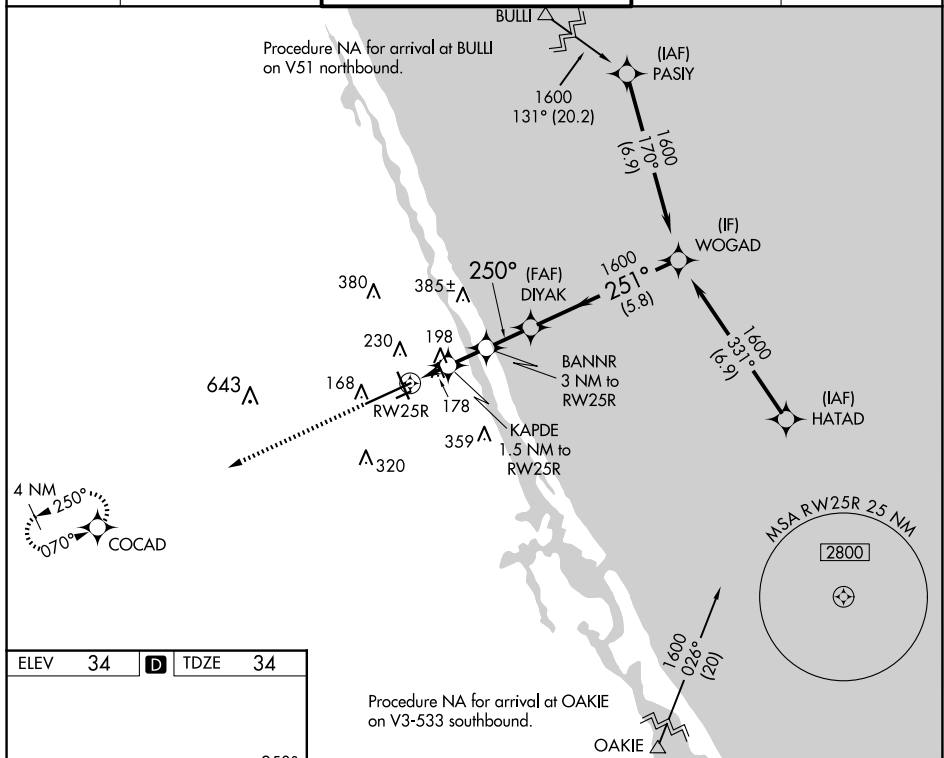 BULLI
Procedure NA for arrival at BULLI
on V51 northbound.
(IAF)
PASIY
1600
131° (20.2)
1600
170°
(6.9)
(IF)
WOGAD
1600
251°
(5.8)
250°
(FAF)
DIYAK
380
385±
230
198
BANNR
3 NM to
RW25R
1600
331°
(6.9)
643
168
RW25R
178
(IAF)
HATAD
359
KAPDE
1.5 NM to
RW25R
320
4 NM
250°
070°
COCAD
MSA RW25R 25 NM
2800
ELEV 34 D TDZE 34
1600
026°
(20)
Procedure NA for arrival at OAKIE
on V3-533 southbound.
OAKIE